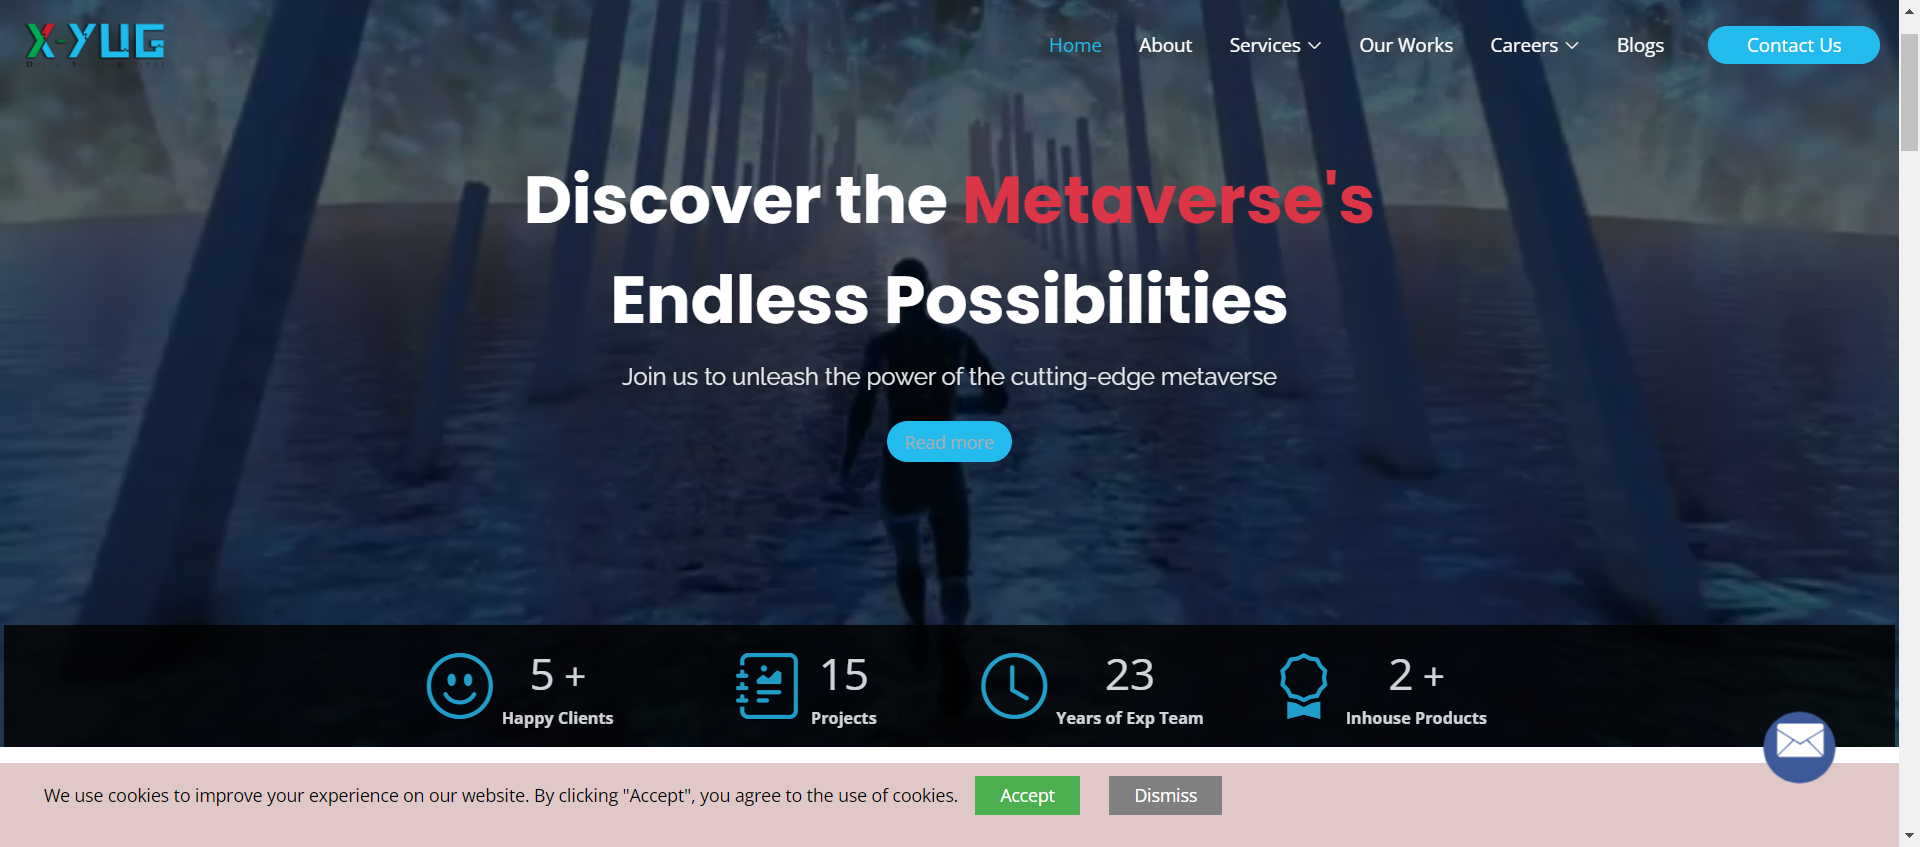 X-YUG
Home
About
Services
Our Works
Careers
Blogs
Contact Us
Discover the Metaverse's
Endless Possibilities
Join us to unleash the power of the cutting-edge metaverse
Read more
5 +
Happy Clients
15
Projects
23
Years of Exp Team
2 +
Inhouse Products
We use cookies to improve your experience on our website. By clicking "Accept", you agree to the use of cookies.
Accept
Dismiss